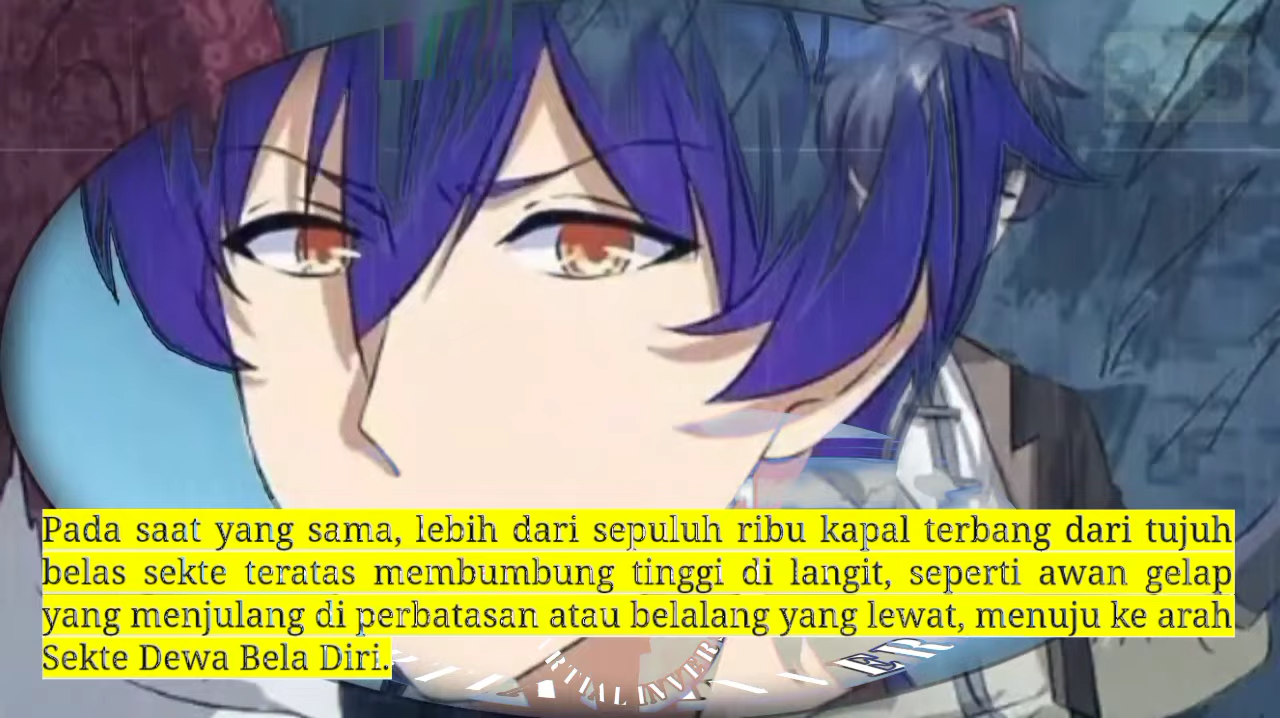 Pada saat yang sama, lebih dari sepuluh ribu kapal terbang dari tujuh
belas sekte teratas membumbung tinggi di langit, seperti awan gelap
yang menjulang di perbatasan atau belalang yang lewat, menuju ke arah
Sekte Dewa Bela Diri.